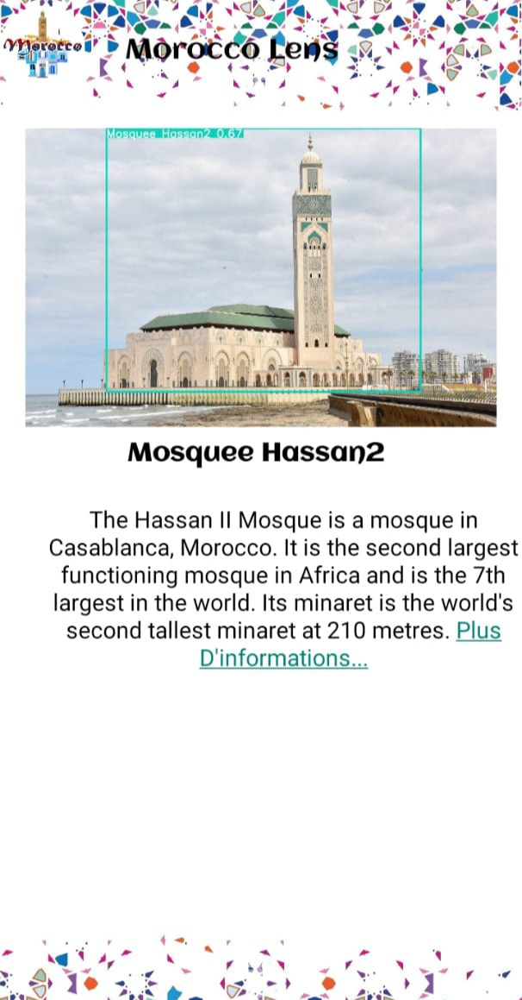 Morocco
Morocco Lens
Mosquee Hassan2 0.67
Mosquee Hassan2
The Hassan II Mosque is a mosque in
Casablanca, Morocco. It is the second largest
functioning mosque in Africa and is the 7th
largest in the world. Its minaret is the world's
second tallest minaret at 210 metres. Plus
D'informations...